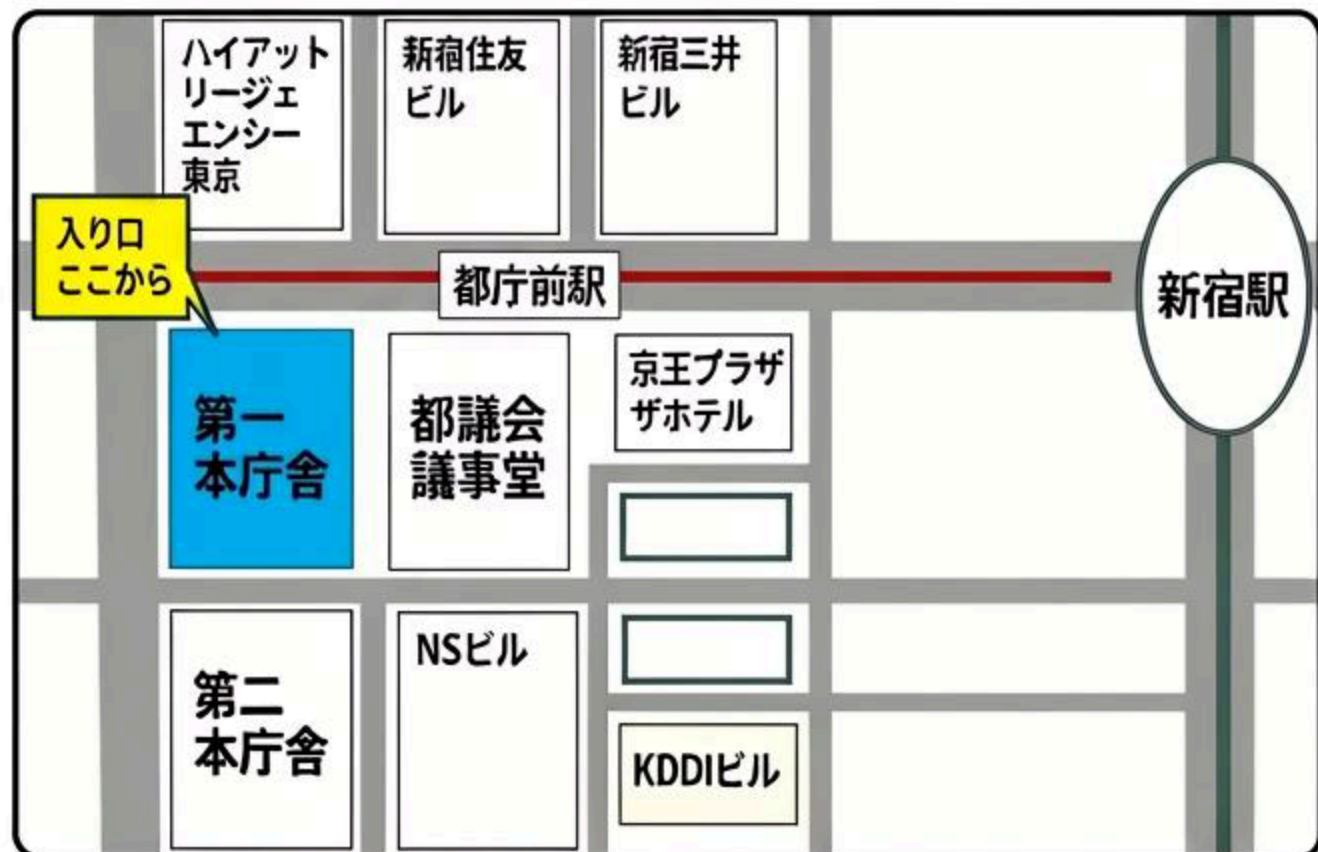 ハイアット
リージェ
エンシー
東京
新宿住友
ビル
新宿三井
ビル
入り口
ここから
都庁前駅
新宿駅
第一
本庁舎
都議会
議事堂
京王プラザ
ザホテル
第二
本庁舎
NSビル
KDDIビル